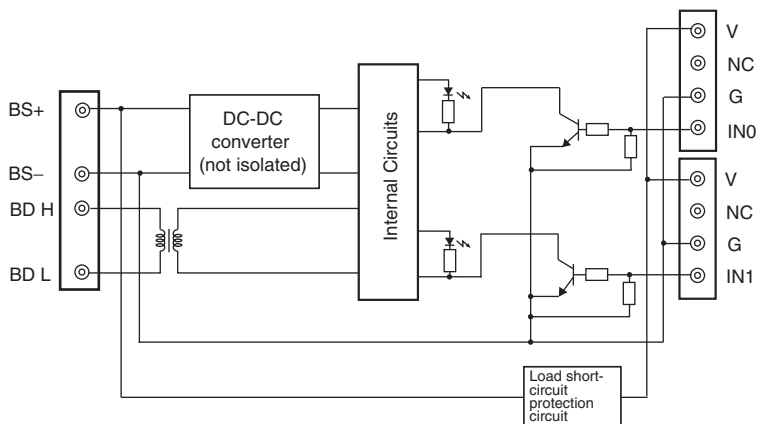 BS+
BS–
BD H
BD L
DC-DC
converter
(not isolated)
Internal Circuits
V
NC
G
IN0
V
NC
G
IN1
Load short-
circuit
protection
circuit